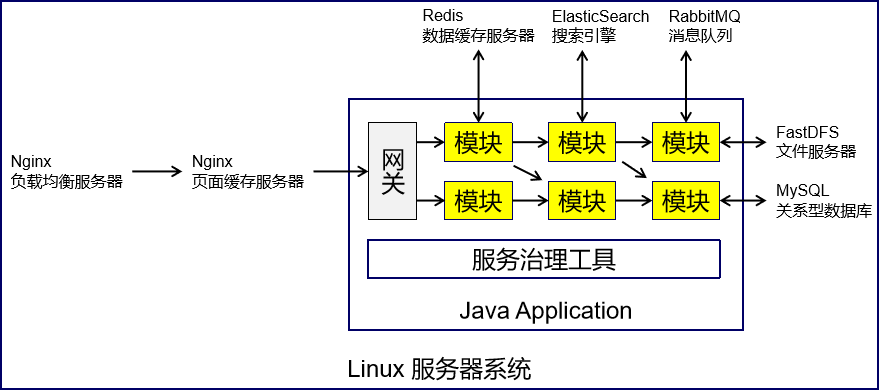 Redis
数据缓存服务器
ElasticSearch
搜索引擎
RabbitMQ
消息队列
Nginx
负载均衡服务器
Nginx
页面缓存服务器
网
关
模块
模块
模块
模块
模块
模块
FastDFS
文件服务器
MySQL
关系型数据库
服务治理工具
Java Application
Linux 服务器系统